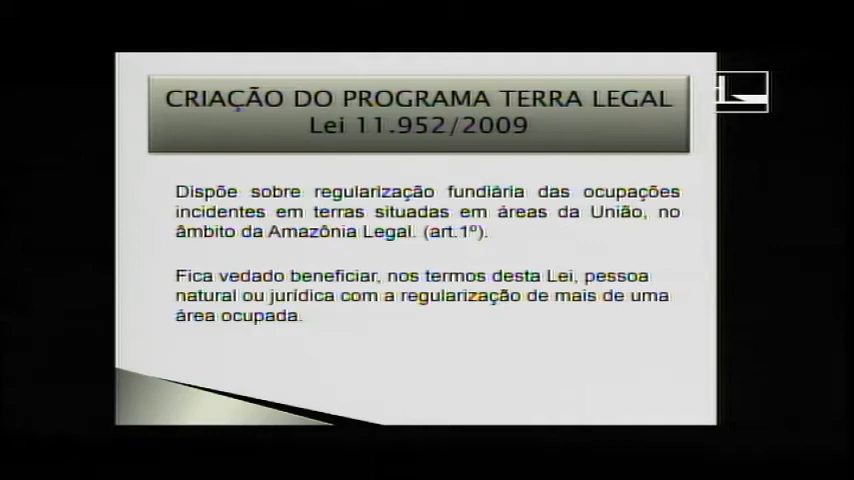 CRIAÇÃO DO PROGRAMA TERRA LEGAL
Lei 11.952/2009
Dispõe sobre regularização fundiária das ocupações
incidentes em terras situadas em áreas da União, no
âmbito da Amazônia Legal. (art.1º).
Fica vedado beneficiar, nos termos desta Lei, pessoa
natural ou jurídica com a regularização de mais de uma
área ocupada.